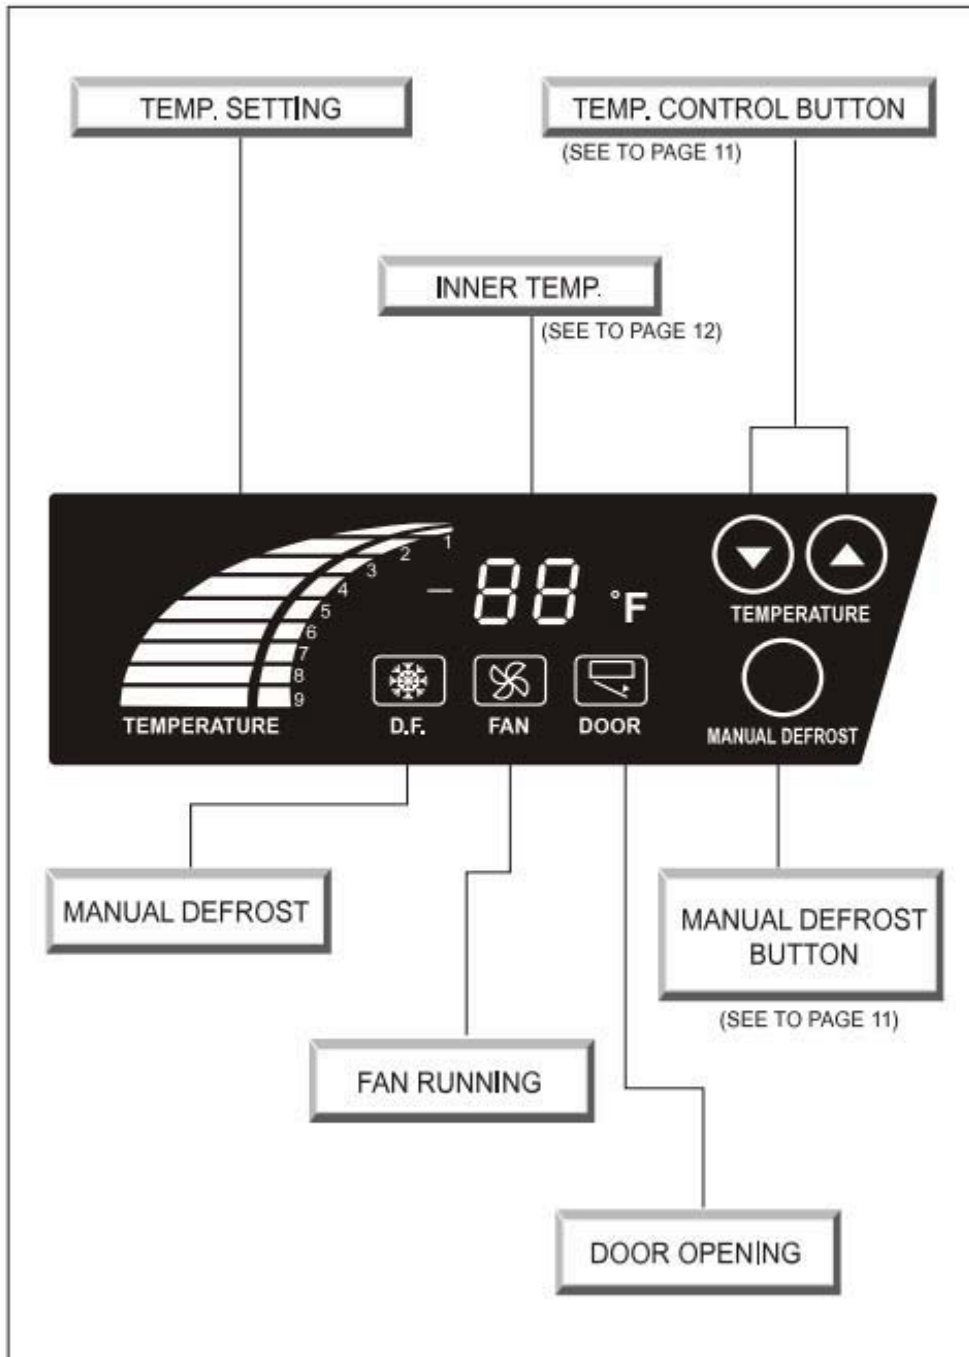 TEMP. SETTING
TEMP. CONTROL BUTTON
(SEE TO PAGE 11)
INNER TEMP.
(SEE TO PAGE 12)
1
2
3
4
5
6
7
8
9
TEMPERATURE
-88 °F
D.F.
FAN
DOOR
TEMPERATURE
MANUAL DEFROST
MANUAL DEFROST
FAN RUNNING
DOOR OPENING
MANUAL DEFROST
BUTTON
(SEE TO PAGE 11)